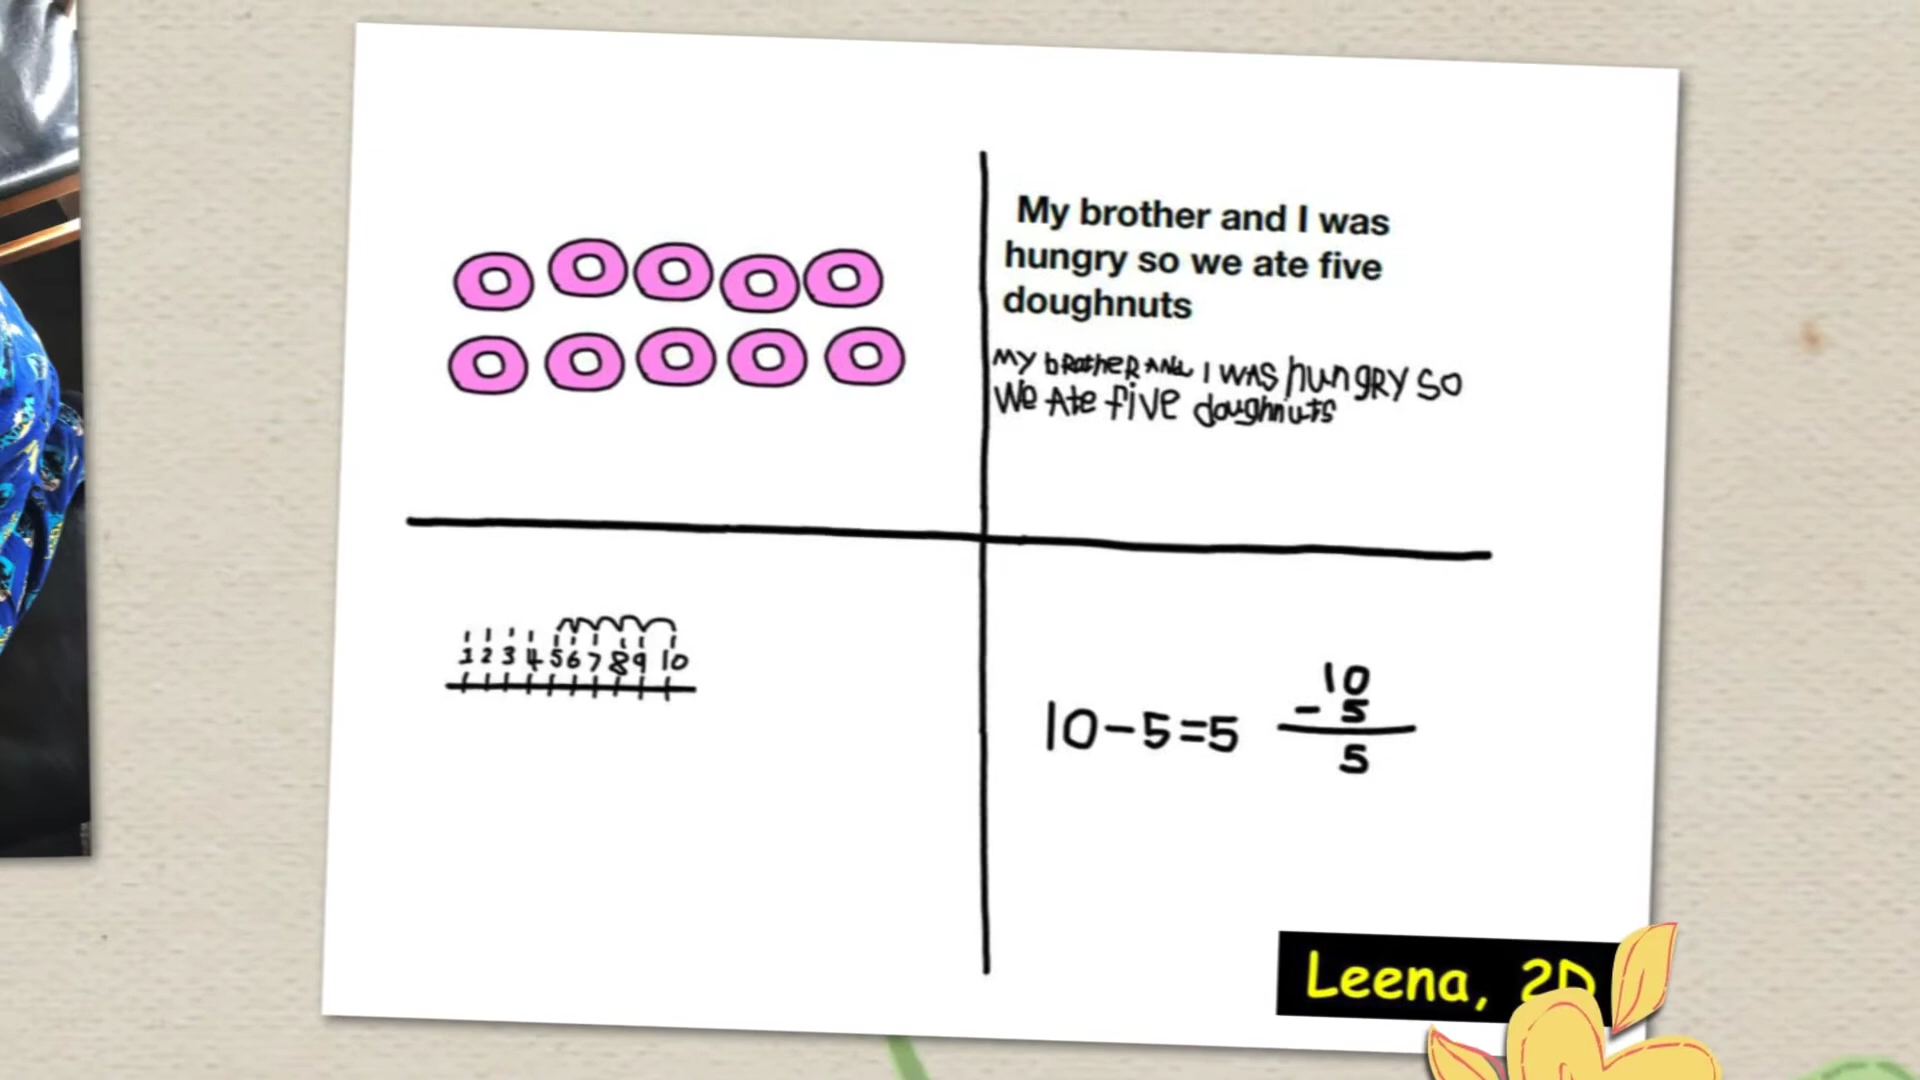 My brother and I was
hungry so we ate five
doughnuts
My brother and I was hungry so
we ate five doughnuts
1 2 3 4 5 6 7 8 9 10
10-5=5
10
- 5
5
Leena, 2D